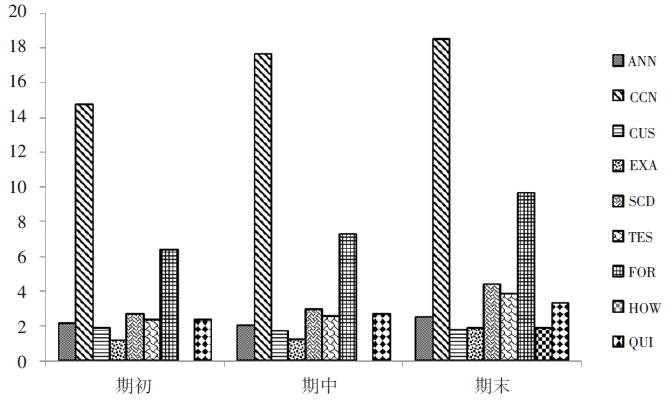 20
18
16
14
12
10
8
6
4
2
0
期初
期中
期末
ANN
CCN
CUS
EXA
SCD
TES
FOR
HOW
QUI